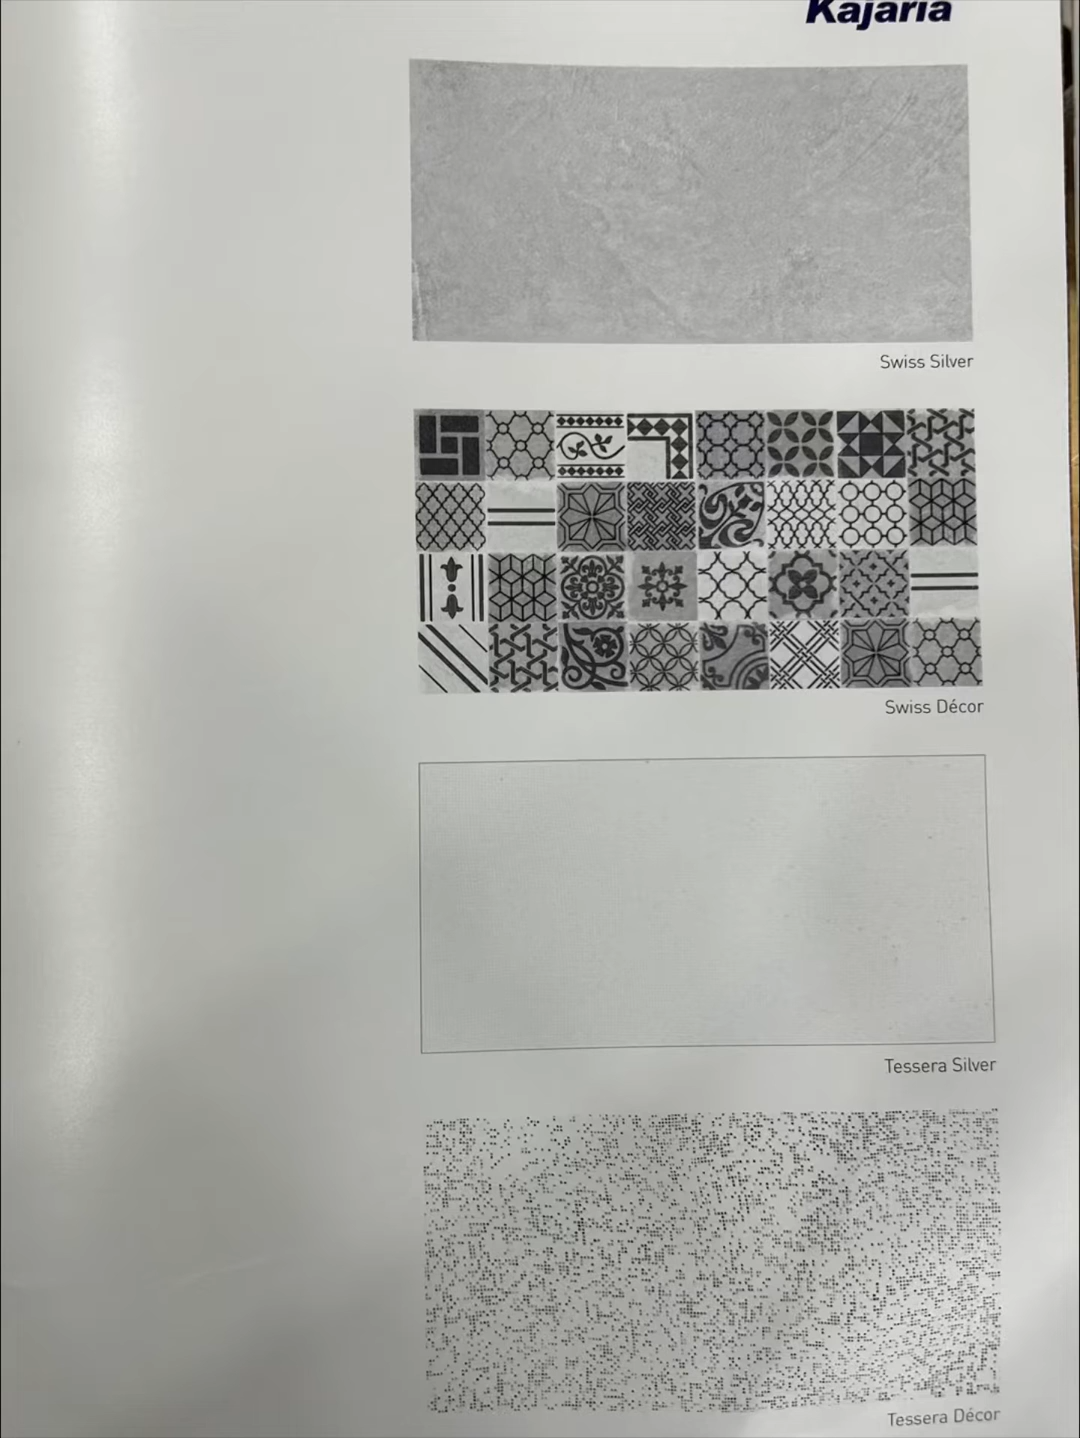 Kajaria
Swiss Silver
Swiss Décor
Tessera Silver
Tessera Décor